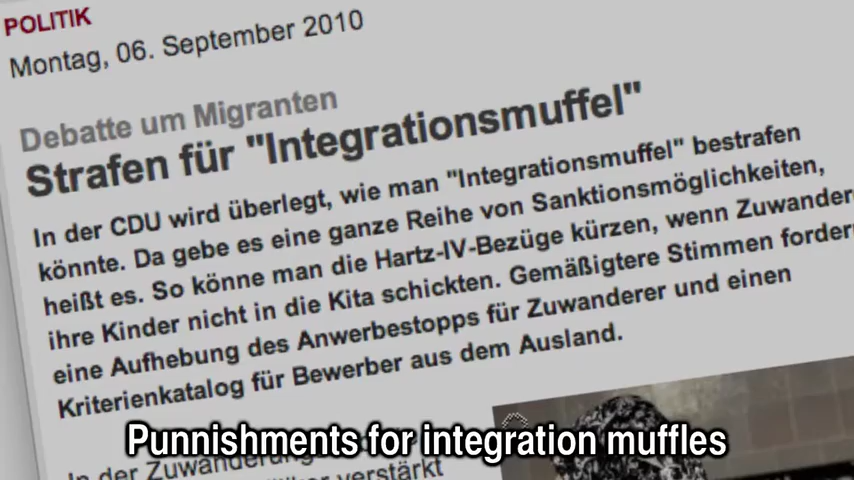 POLITIK
Montag, 06. September 2010
Debatte um Migranten
Strafen für "Integrationsmuffel"
In der CDU wird überlegt, wie man "Integrationsmuffel" bestrafen
könnte. Da gebe es eine ganze Reihe von Sanktionsmöglichkeiten,
heißt es. So könne man die Hartz-IV-Bezüge kürzen, wenn
ihre Kinder nicht in die Kita schickten. Gemäßigtere Stimmen
eine Aufhebung des Anwerbestopps für Zuwanderer und einen
Kriterienkatalog für Bewerber aus dem Ausland.
Punnishments for integration muffles
In der
verstärkt